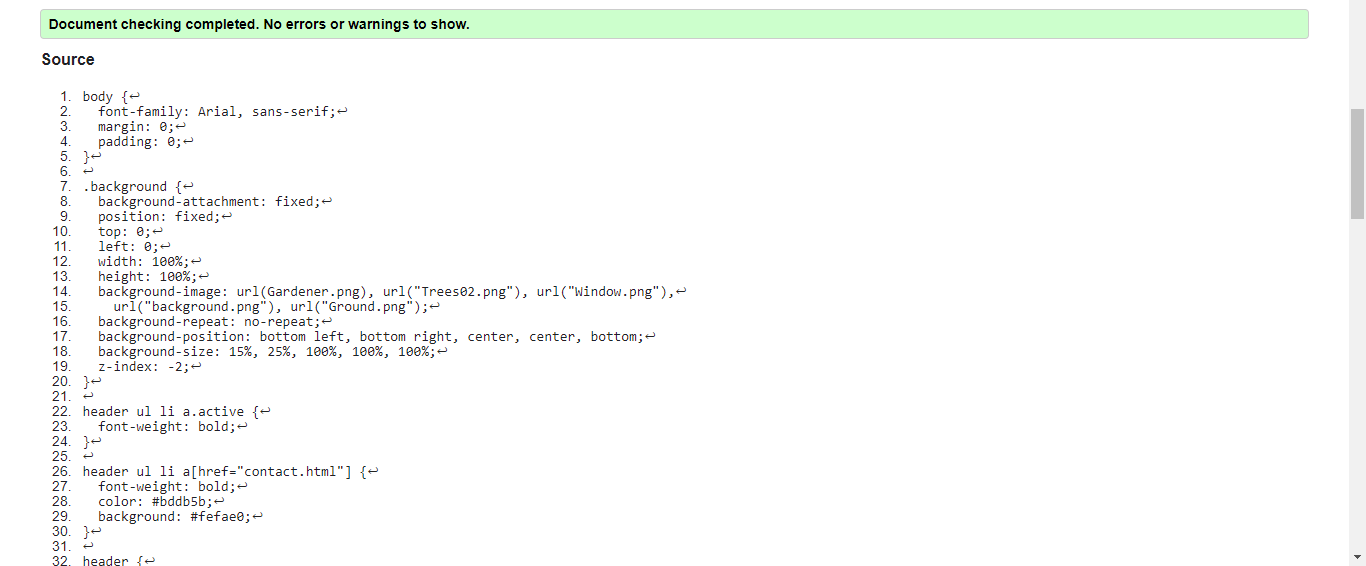 Document checking completed. No errors or warnings to show.
Source
1. body {↩
2.   font-family: Arial, sans-serif;↩
3.   margin: 0;↩
4.   padding: 0;↩
5. }↩
6. ↩
7. .background {↩
8.   background-attachment: fixed;↩
9.   position: fixed;↩
10.   top: 0;↩
11.   left: 0;↩
12.   width: 100%;↩
13.   height: 100%;↩
14.   background-image: url(Gardener.png), url("Trees02.png"), url("Window.png"),↩
15.     url("background.png"), url("Ground.png");↩
16.   background-repeat: no-repeat;↩
17.   background-position: bottom left, bottom right, center, center, bottom;↩
18.   background-size: 15%, 25%, 100%, 100%, 100%;↩
19.   z-index: -2;↩
20. }↩
21. ↩
22. header ul li a.active {↩
23.   font-weight: bold;↩
24. }↩
25. ↩
26. header ul li a[href="contact.html"] {↩
27.   font-weight: bold;↩
28.   color: #bddb5b;↩
29.   background: #fefae0;↩
30. }↩
31. ↩
32. header {↩